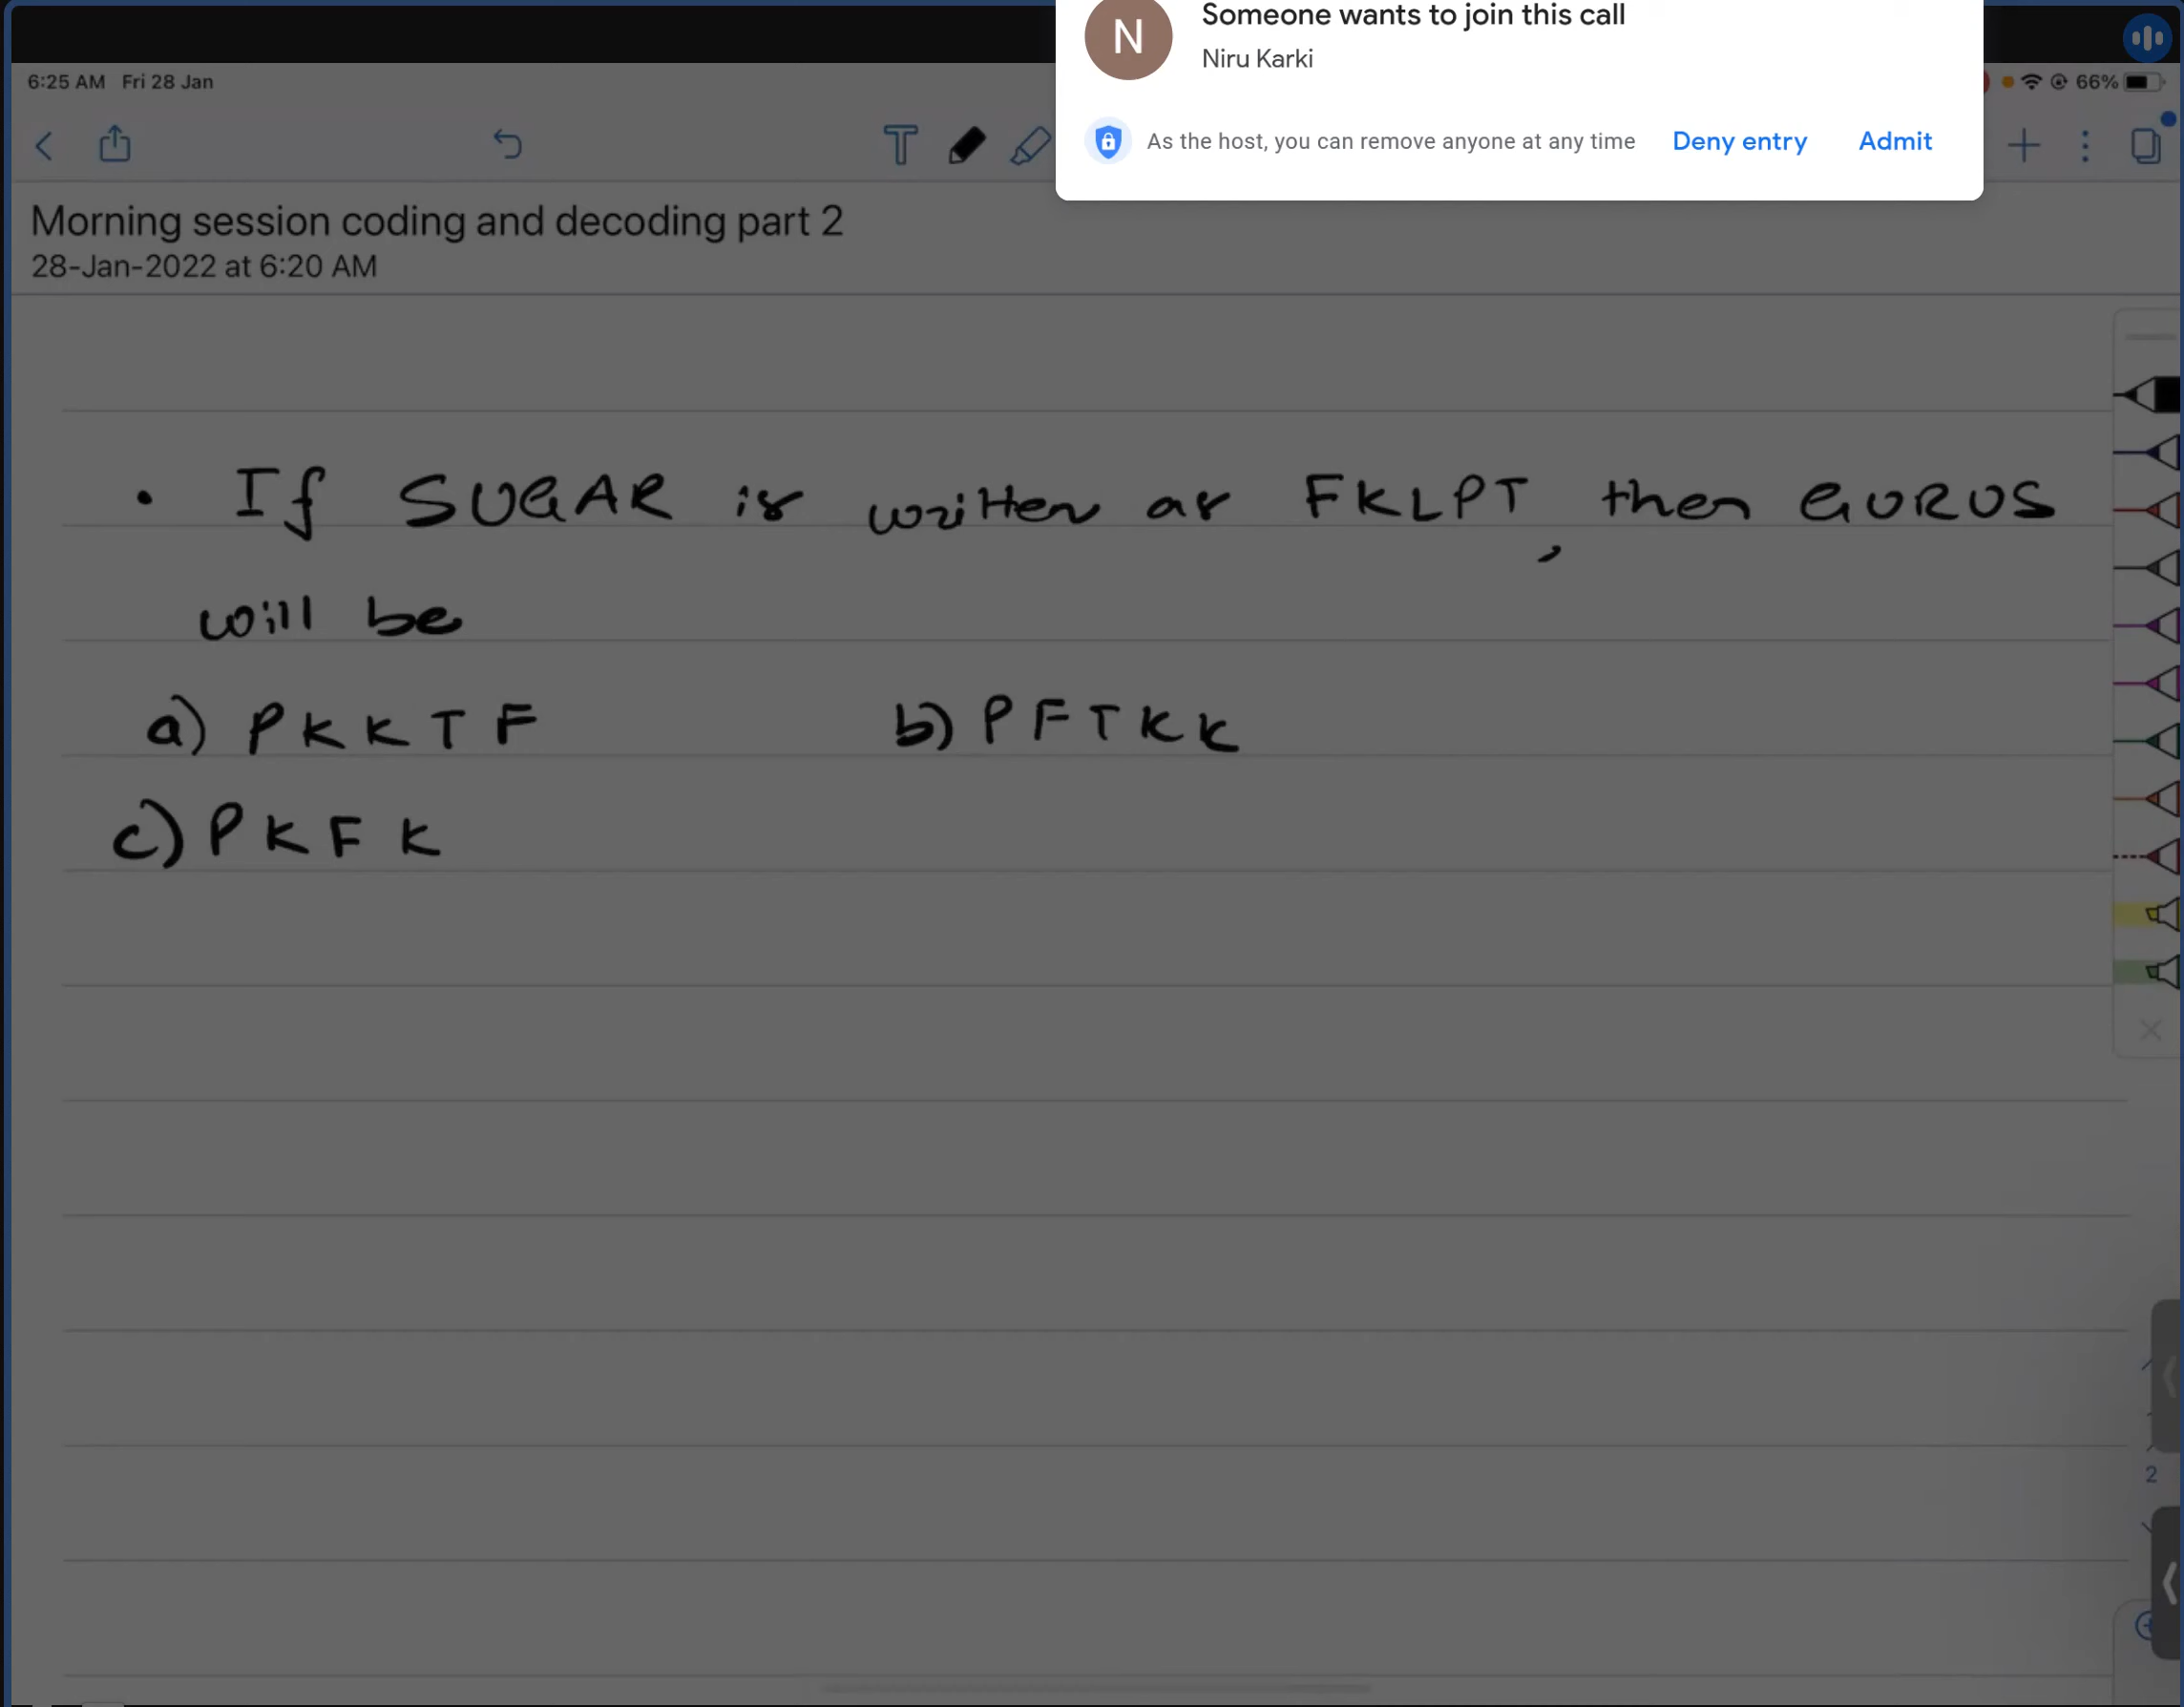 Someone wants to join this call
N
Niru Karki
6:25 AM Fri 28 Jan
66%
As the host, you can remove anyone at any time Deny entry Admit
T
Morning session coding and decoding part 2
28-Jan-2022 at 6:20 AM
• If SUGAR is written as FKLPT, then GURUS
will be
a) PKKTF b) PFTKK
c) PKFK
2